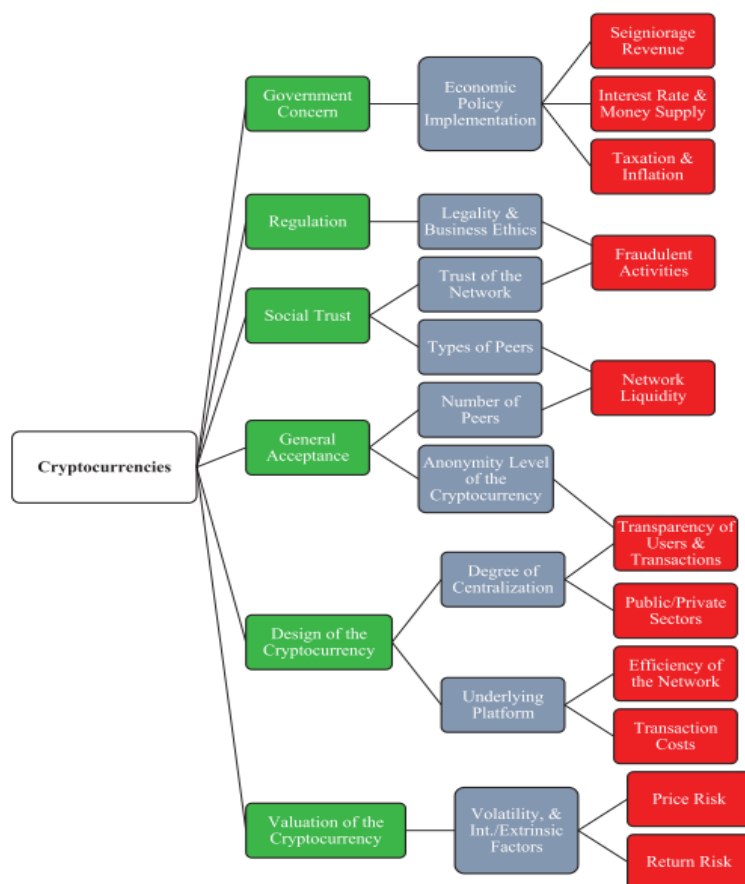 Seigniorage
Revenue
Government
Concern
Economic
Policy
Implementation
Interest Rate &
Money Supply
Taxation &
Inflation
Regulation
Legality &
Business Ethics
Fraudulent
Activities
Social Trust
Trust of the
Network
Types of Peers
Network
Liquidity
General
Acceptance
Number of
Peers
Cryptocurrencies
Anonymity Level
of the
Cryptocurrency
Transparency of
Users &
Transactions
Degree of
Centralization
Public/Private
Sectors
Design of the
Cryptocurrency
Efficiency of
the Network
Underlying
Platform
Transaction
Costs
Valuation of the
Cryptocurrency
Volatility, &
Int./Extrinsic
Factors
Price Risk
Return Risk